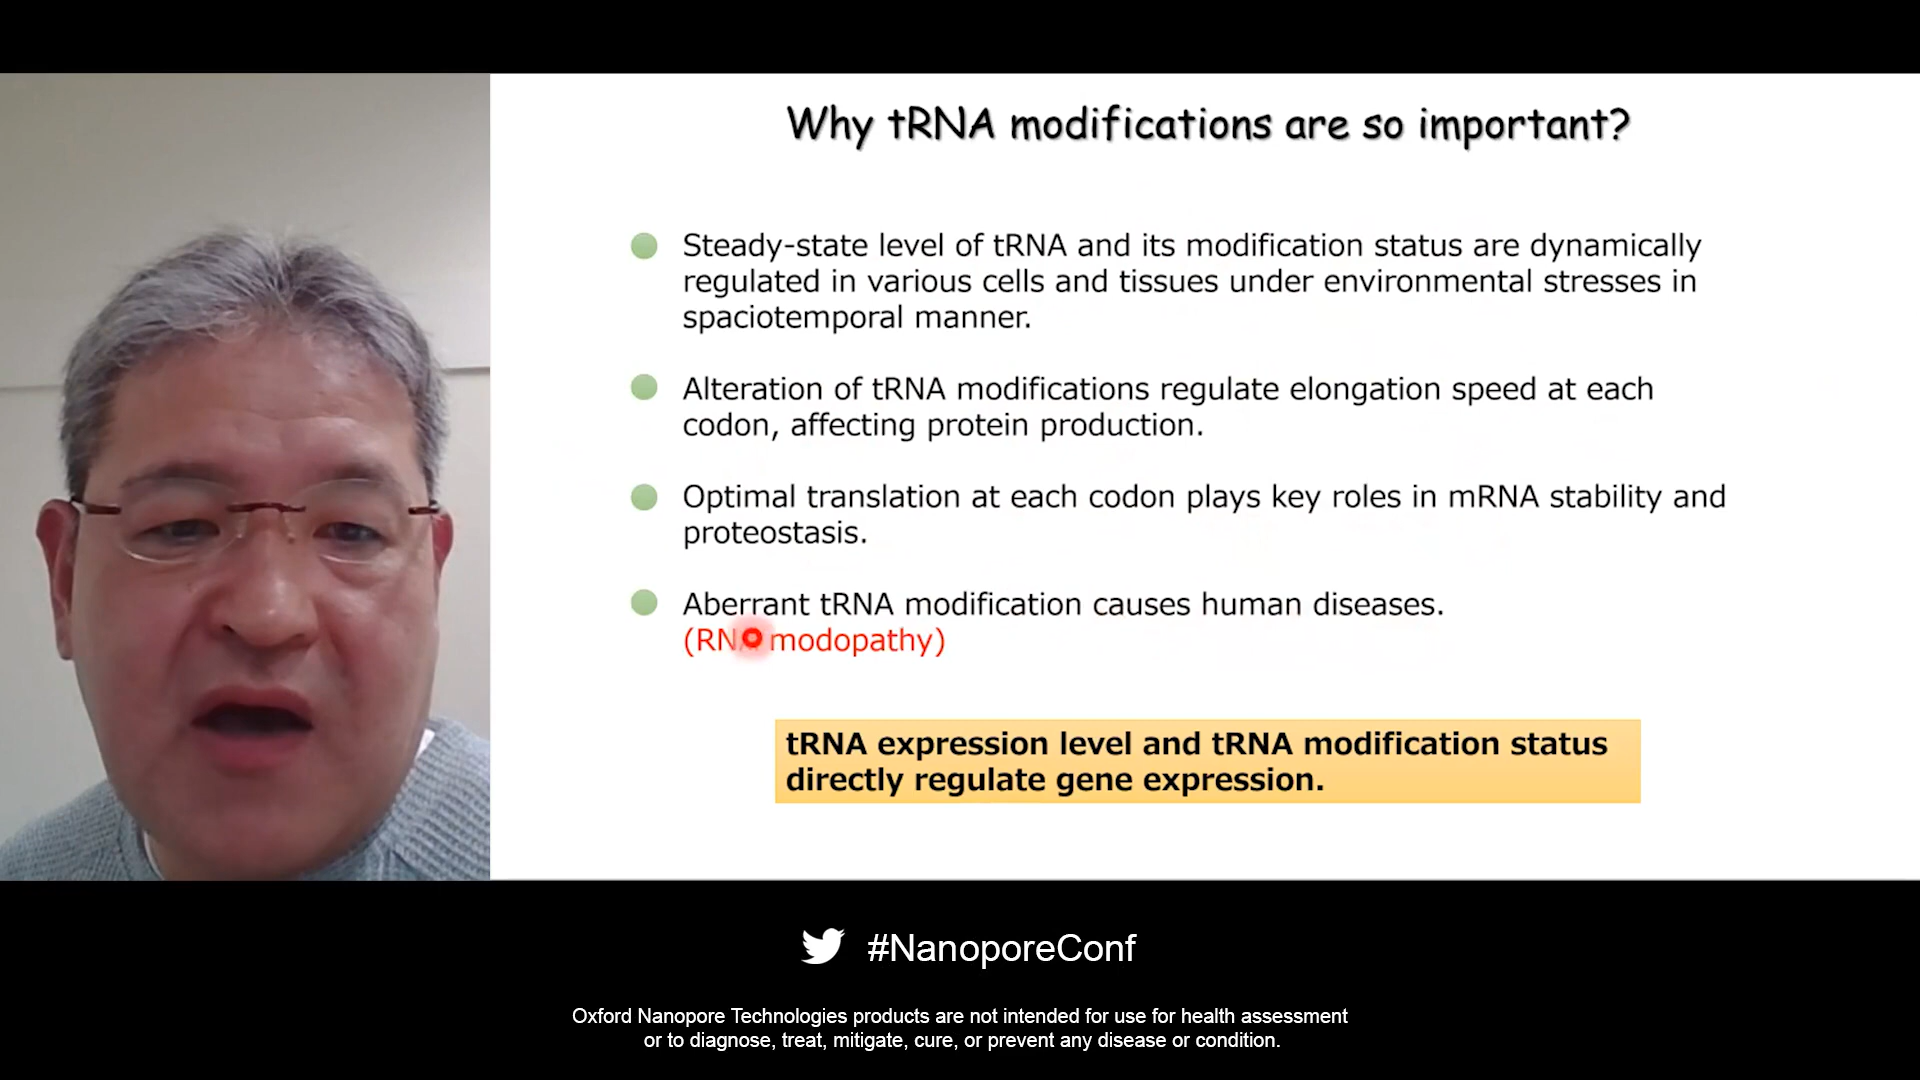 Why tRNA modifications are so important?
Steady-state level of tRNA and its modification status are dynamically
regulated in various cells and tissues under environmental stresses in
spaciotemporal manner.
Alteration of tRNA modifications regulate elongation speed at each
codon, affecting protein production.
Optimal translation at each codon plays key roles in mRNA stability and
proteostasis.
Aberrant tRNA modification causes human diseases.
(RNA modopathy)
tRNA expression level and tRNA modification status
directly regulate gene expression.
#NanoporeConf
Oxford Nanopore Technologies products are not intended for use for health assessment
or to diagnose, treat, mitigate, cure, or prevent any disease or condition.